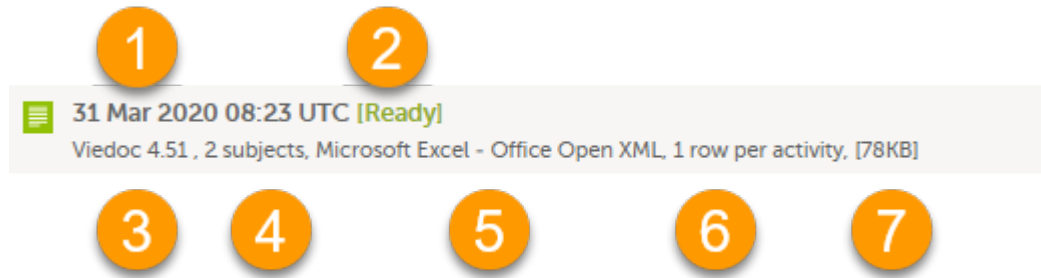 1 2
31 Mar 2020 08:23 UTC [Ready]
Viedoc 4.51 , 2 subjects, Microsoft Excel - Office Open XML, 1 row per activity, [78KB]
3 4 5 6 7